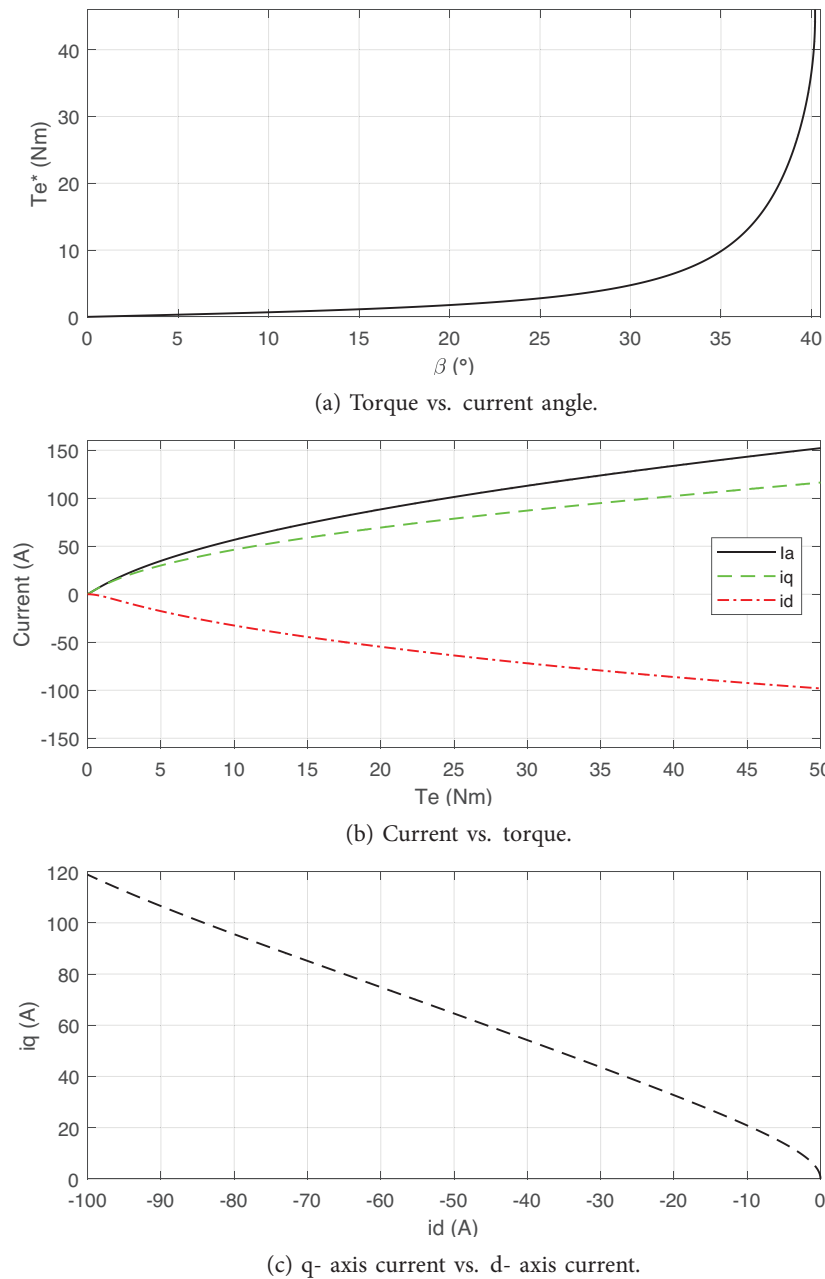 Te* (Nm)
40
30
20
10
0
0 5 10 15 20 25 30 35 40
β (°)
(a) Torque vs. current angle.
Current (A)
150
100
50
0
-50
-100
-150
Ia
iq
id
0 5 10 15 20 25 30 35 40 45 50
Te (Nm)
(b) Current vs. torque.
iq (A)
120
100
80
60
40
20
0
-100 -90 -80 -70 -60 -50 -40 -30 -20 -10 0
id (A)
(c) q- axis current vs. d- axis current.